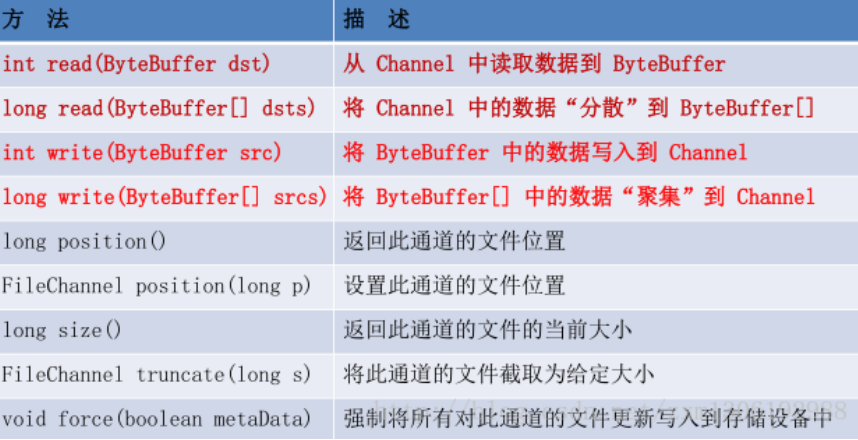 方 法 描 述
int read(ByteBuffer dst) 从 Channel 中读取数据到 ByteBuffer
long read(ByteBuffer[] dsts) 将 Channel 中的数据“分散”到 ByteBuffer[]
int write(ByteBuffer src) 将 ByteBuffer 中的数据写入到 Channel
long write(ByteBuffer[] srcs) 将 ByteBuffer[] 中的数据“聚集”到 Channel
long position() 返回此通道的文件位置
FileChannel position(long p) 设置此通道的文件位置
long size() 返回此通道的文件的当前大小
FileChannel truncate(long s) 将此通道的文件截取为给定大小
void force(boolean metaData) 强制将所有对此通道的文件更新写入到存储设备中